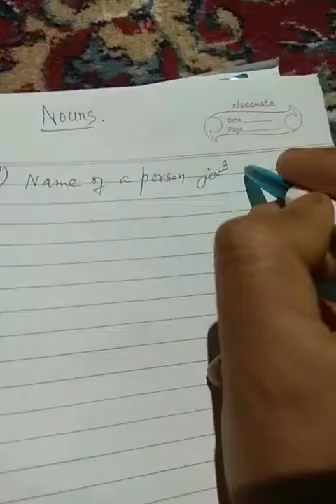 Nouns.
classmate
Date
Page
) Name of a person